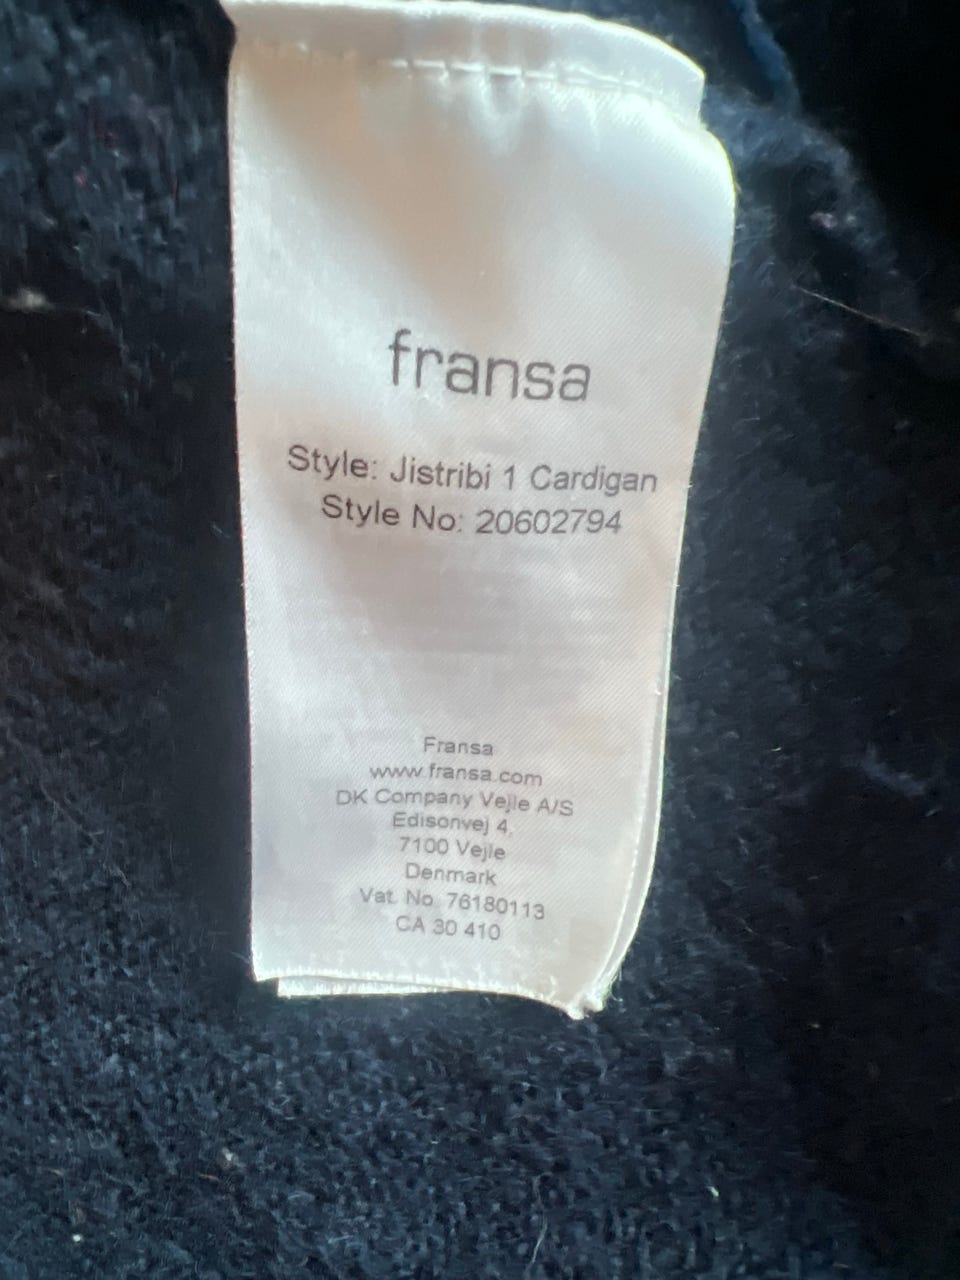 fransa
Style: Jistribi 1 Cardigan
Style No: 20602794
Fransa
www.fransa.com
DK Company Vejle A/S
Edisonvej 4,
7100 Vejle
Denmark
Vat. No. 76180113
CA 30 410